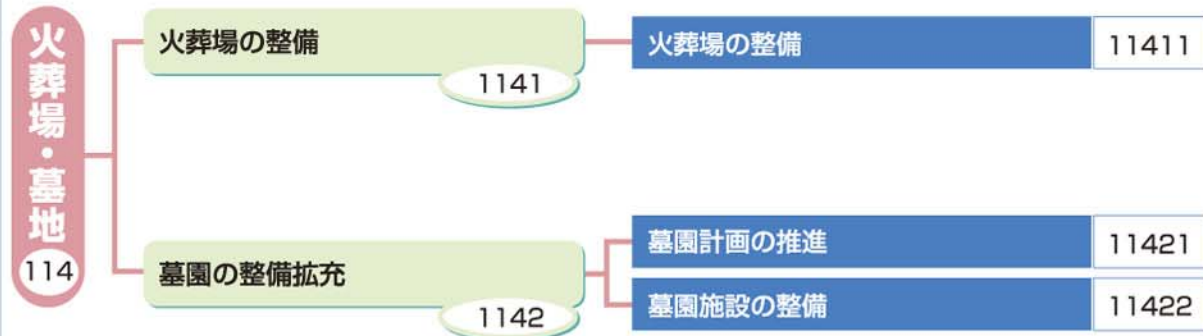 火葬場・墓地
114
火葬場の整備
1141
火葬場の整備
11411
墓園の整備拡充
1142
墓園計画の推進
11421
墓園施設の整備
11422